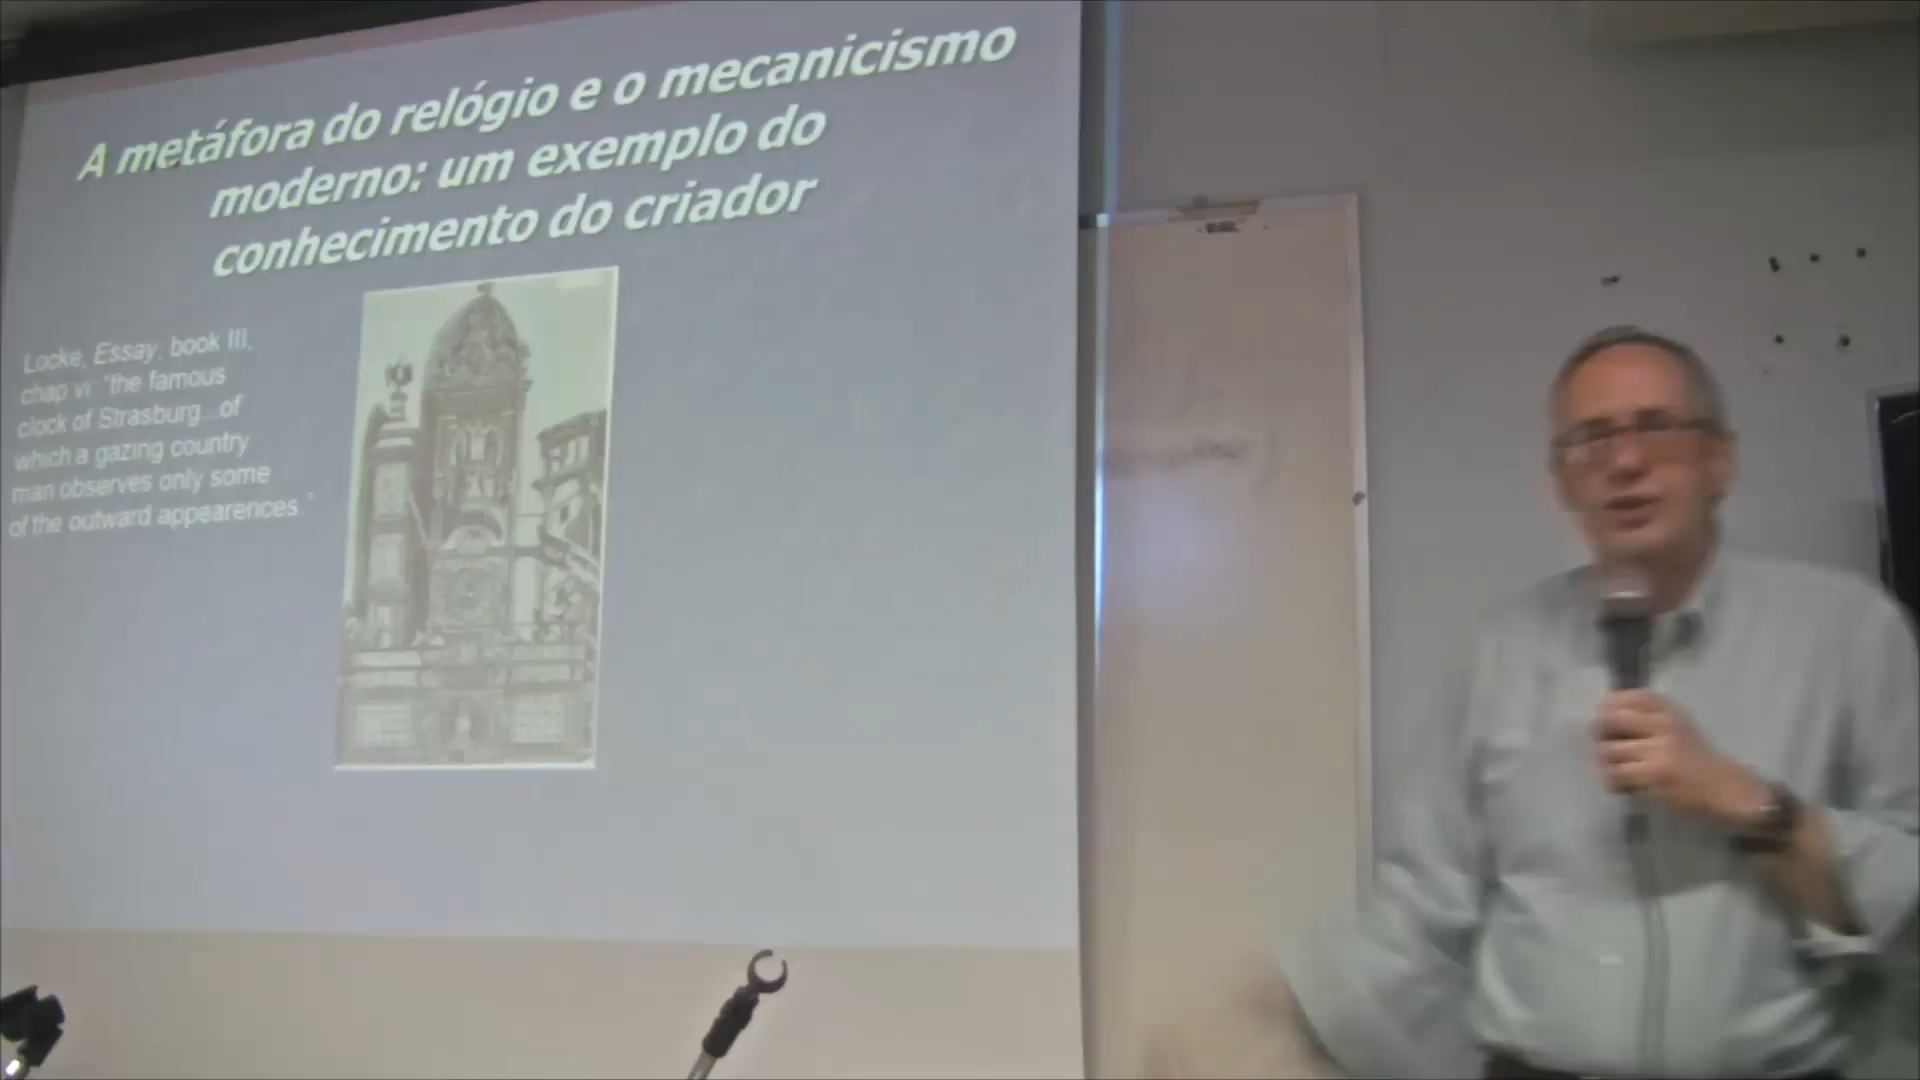 A metáfora do relógio e o mecanicismo
moderno: um exemplo do
conhecimento do criador
Locke, Essay, book III,
chap vi: "the famous
clock of Strasburg...of
which a gazing country
man observes only some
of the outward appearences."